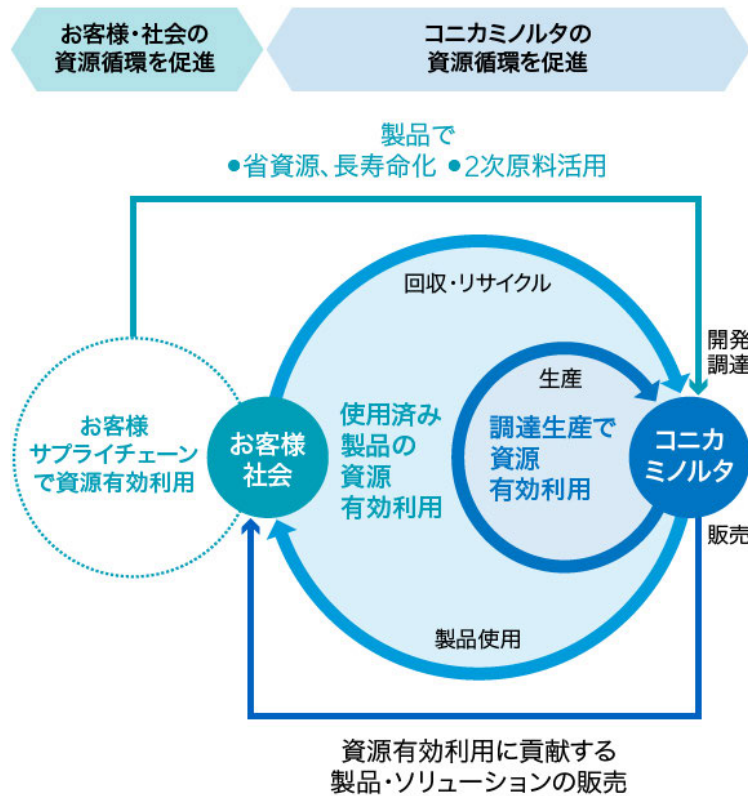 お客様・社会の
資源循環を促進
コニカミノルタの
資源循環を促進
製品で
●省資源、長寿命化 ●2次原料活用
回収・リサイクル
開発
調達
生産
お客様
サプライチェーン
で資源有効利用
お客様
社会
使用済み
製品の
資源
有効利用
調達生産で
資源
有効利用
コニカ
ミノルタ
販売
製品使用
資源有効利用に貢献する
製品・ソリューションの販売